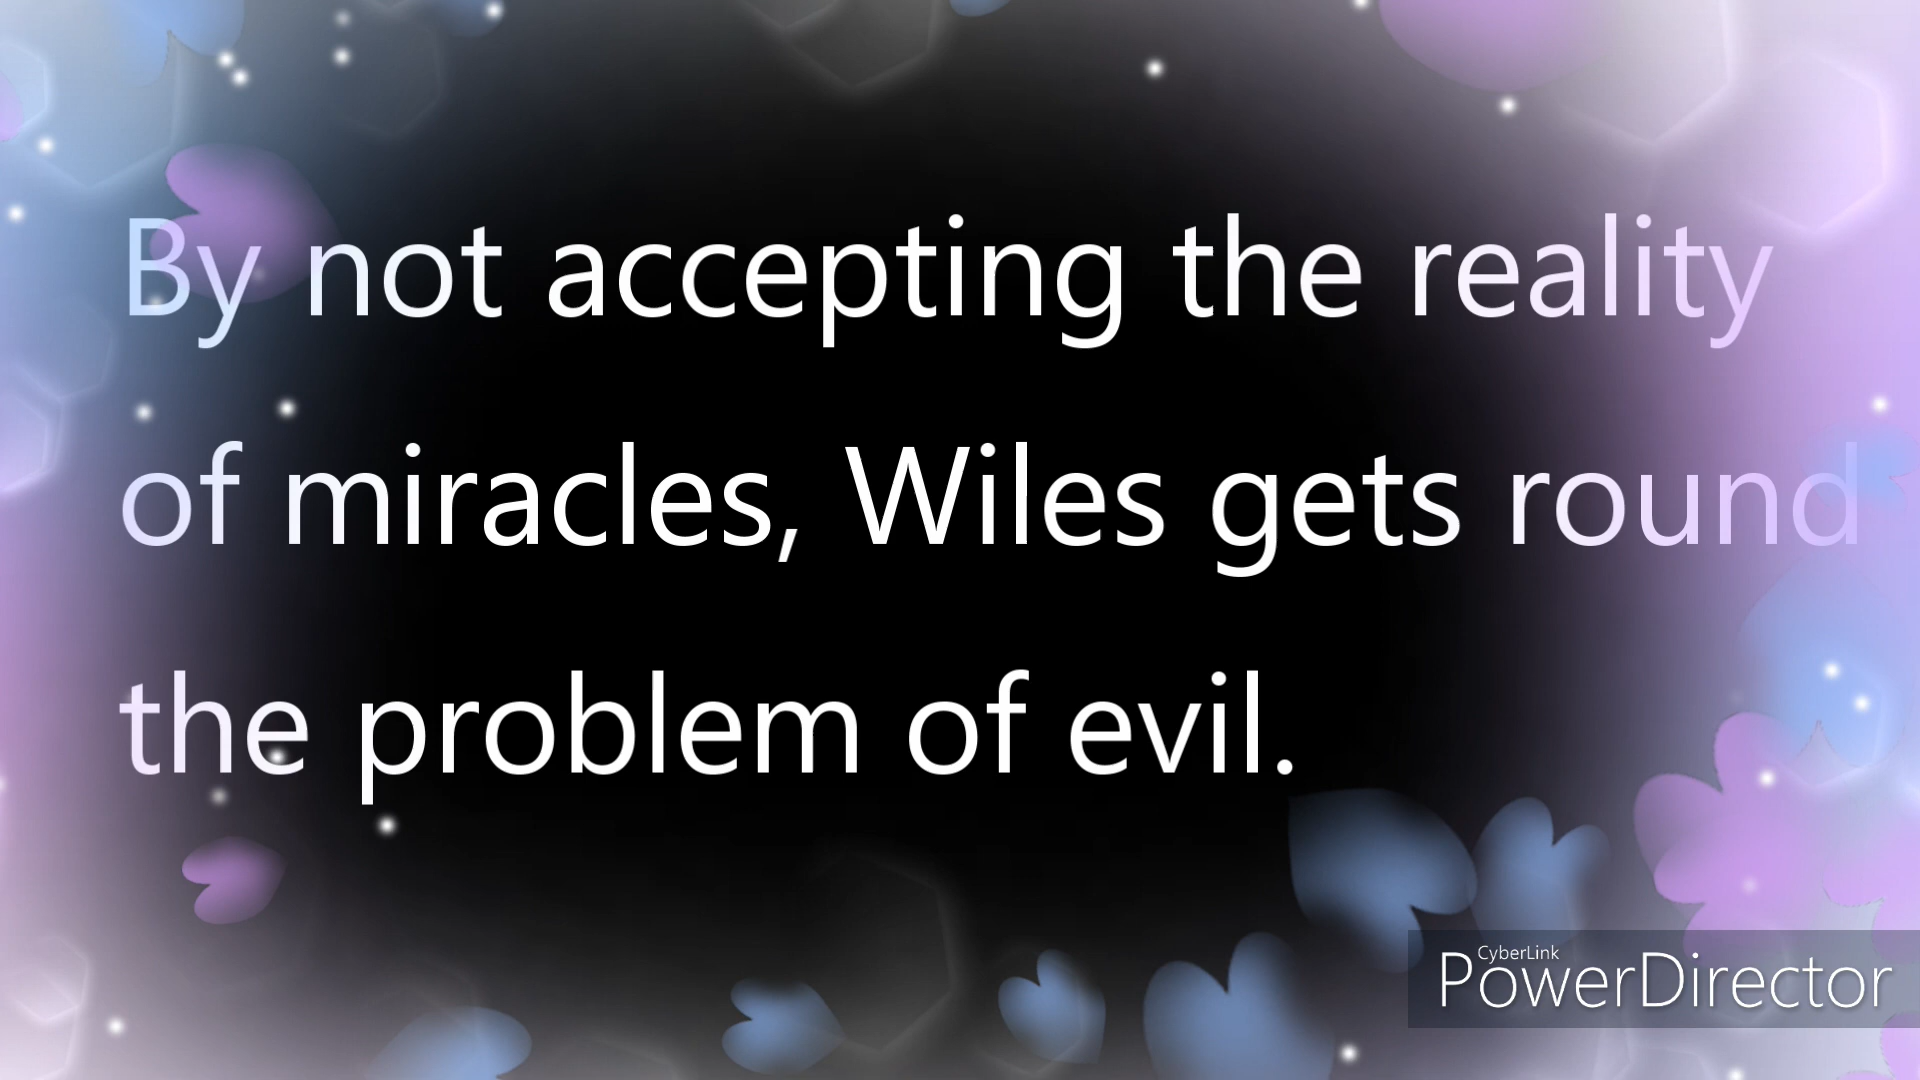 By not accepting the reality
of miracles, Wiles gets round
the problem of evil.
CyberLink
PowerDirector